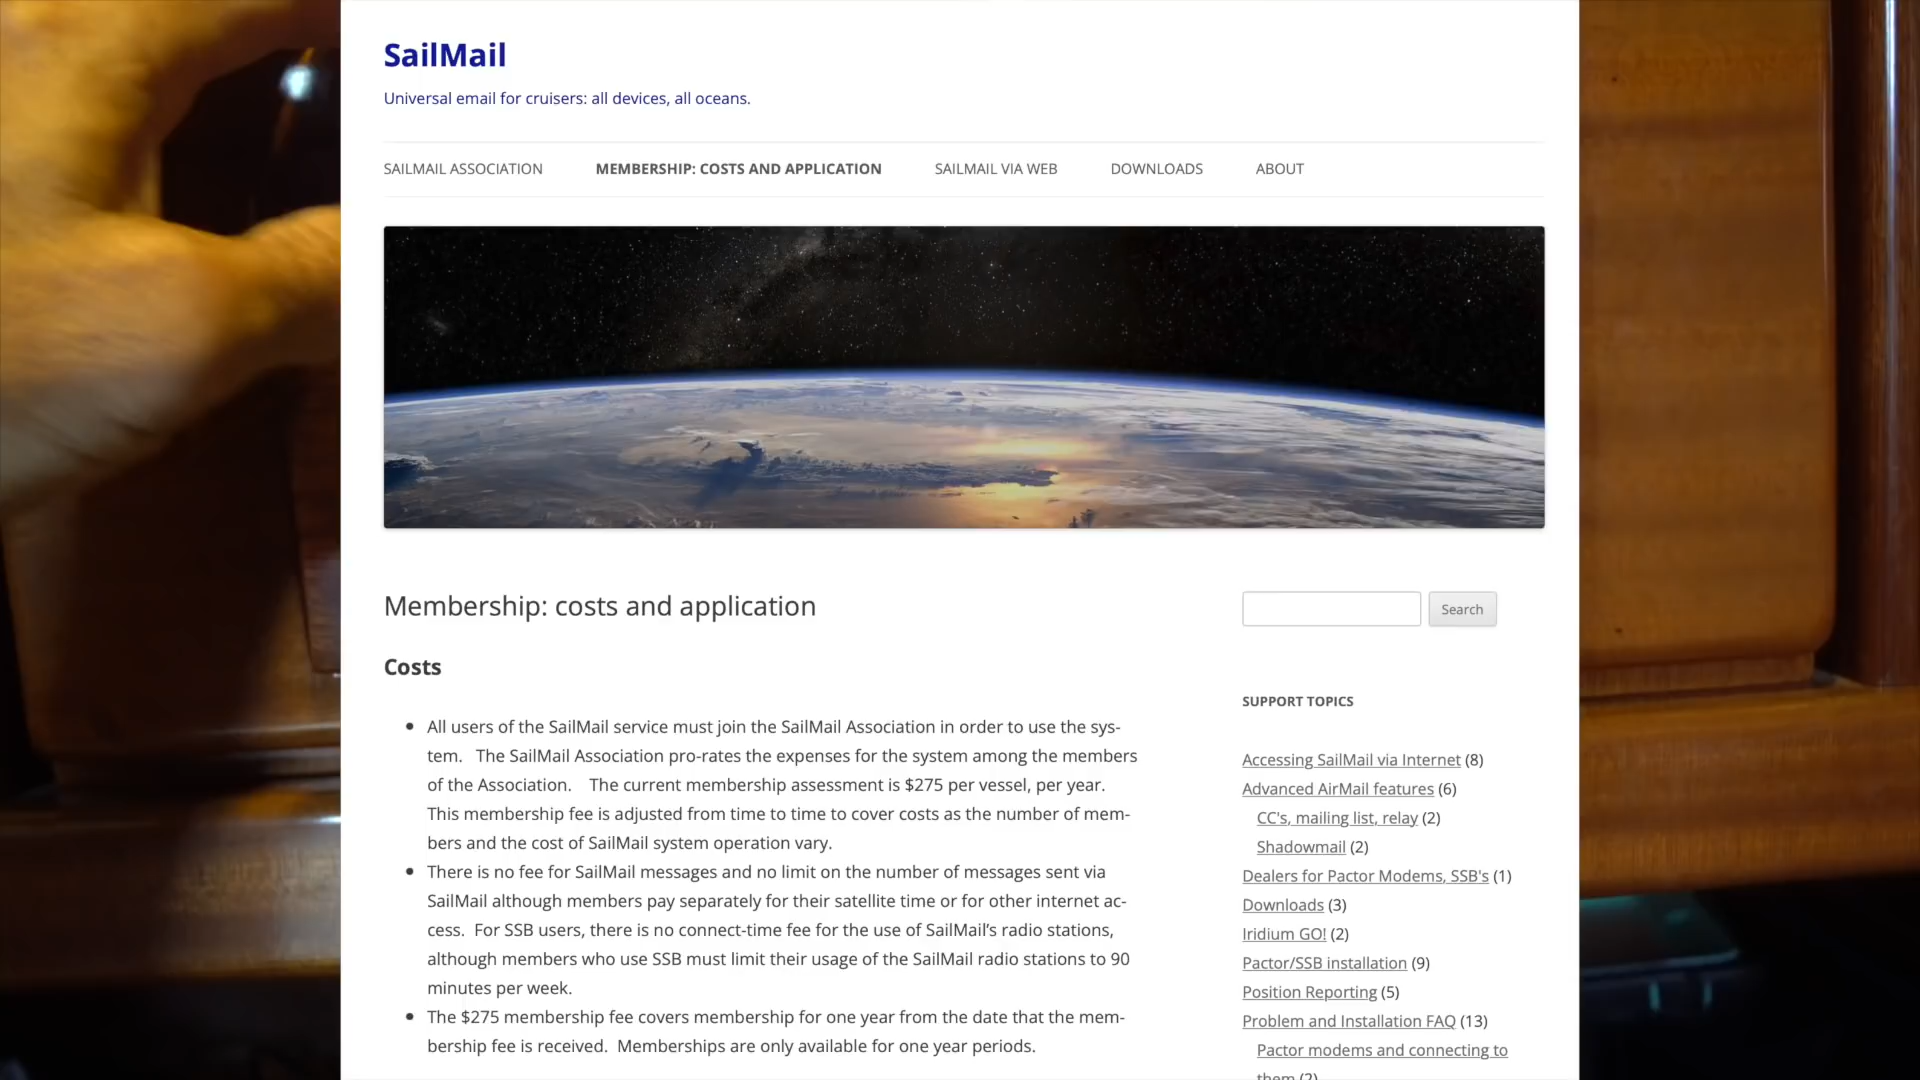 SailMail
Universal email for cruisers: all devices, all oceans.
SAILMAIL ASSOCIATION MEMBERSHIP: COSTS AND APPLICATION SAILMAIL VIA WEB DOWNLOADS ABOUT
Membership: costs and application
Costs
All users of the SailMail service must join the SailMail Association in order to use the sys-
tem. The SailMail Association pro-rates the expenses for the system among the members
of the Association. The current membership assessment is $275 per vessel, per year.
This membership fee is adjusted from time to time to cover costs as the number of mem-
bers and the cost of SailMail system operation vary.
There is no fee for SailMail messages and no limit on the number of messages sent via
SailMail although members pay separately for their satellite time or for other internet ac-
cess. For SSB users, there is no connect-time fee for the use of SailMail’s radio stations,
although members who use SSB must limit their usage of the SailMail radio stations to 90
minutes per week.
The $275 membership fee covers membership for one year from the date that the mem-
bership fee is received. Memberships are only available for one year periods.
Search
SUPPORT TOPICS
Accessing SailMail via Internet (8)
Advanced AirMail features (6)
CC's, mailing list, relay (2)
Shadowmail (2)
Dealers for Pactor Modems, SSB's (1)
Downloads (3)
Iridium GO! (2)
Pactor/SSB installation (9)
Position Reporting (5)
Problem and Installation FAQ (13)
Pactor modems and connecting to
them (2)